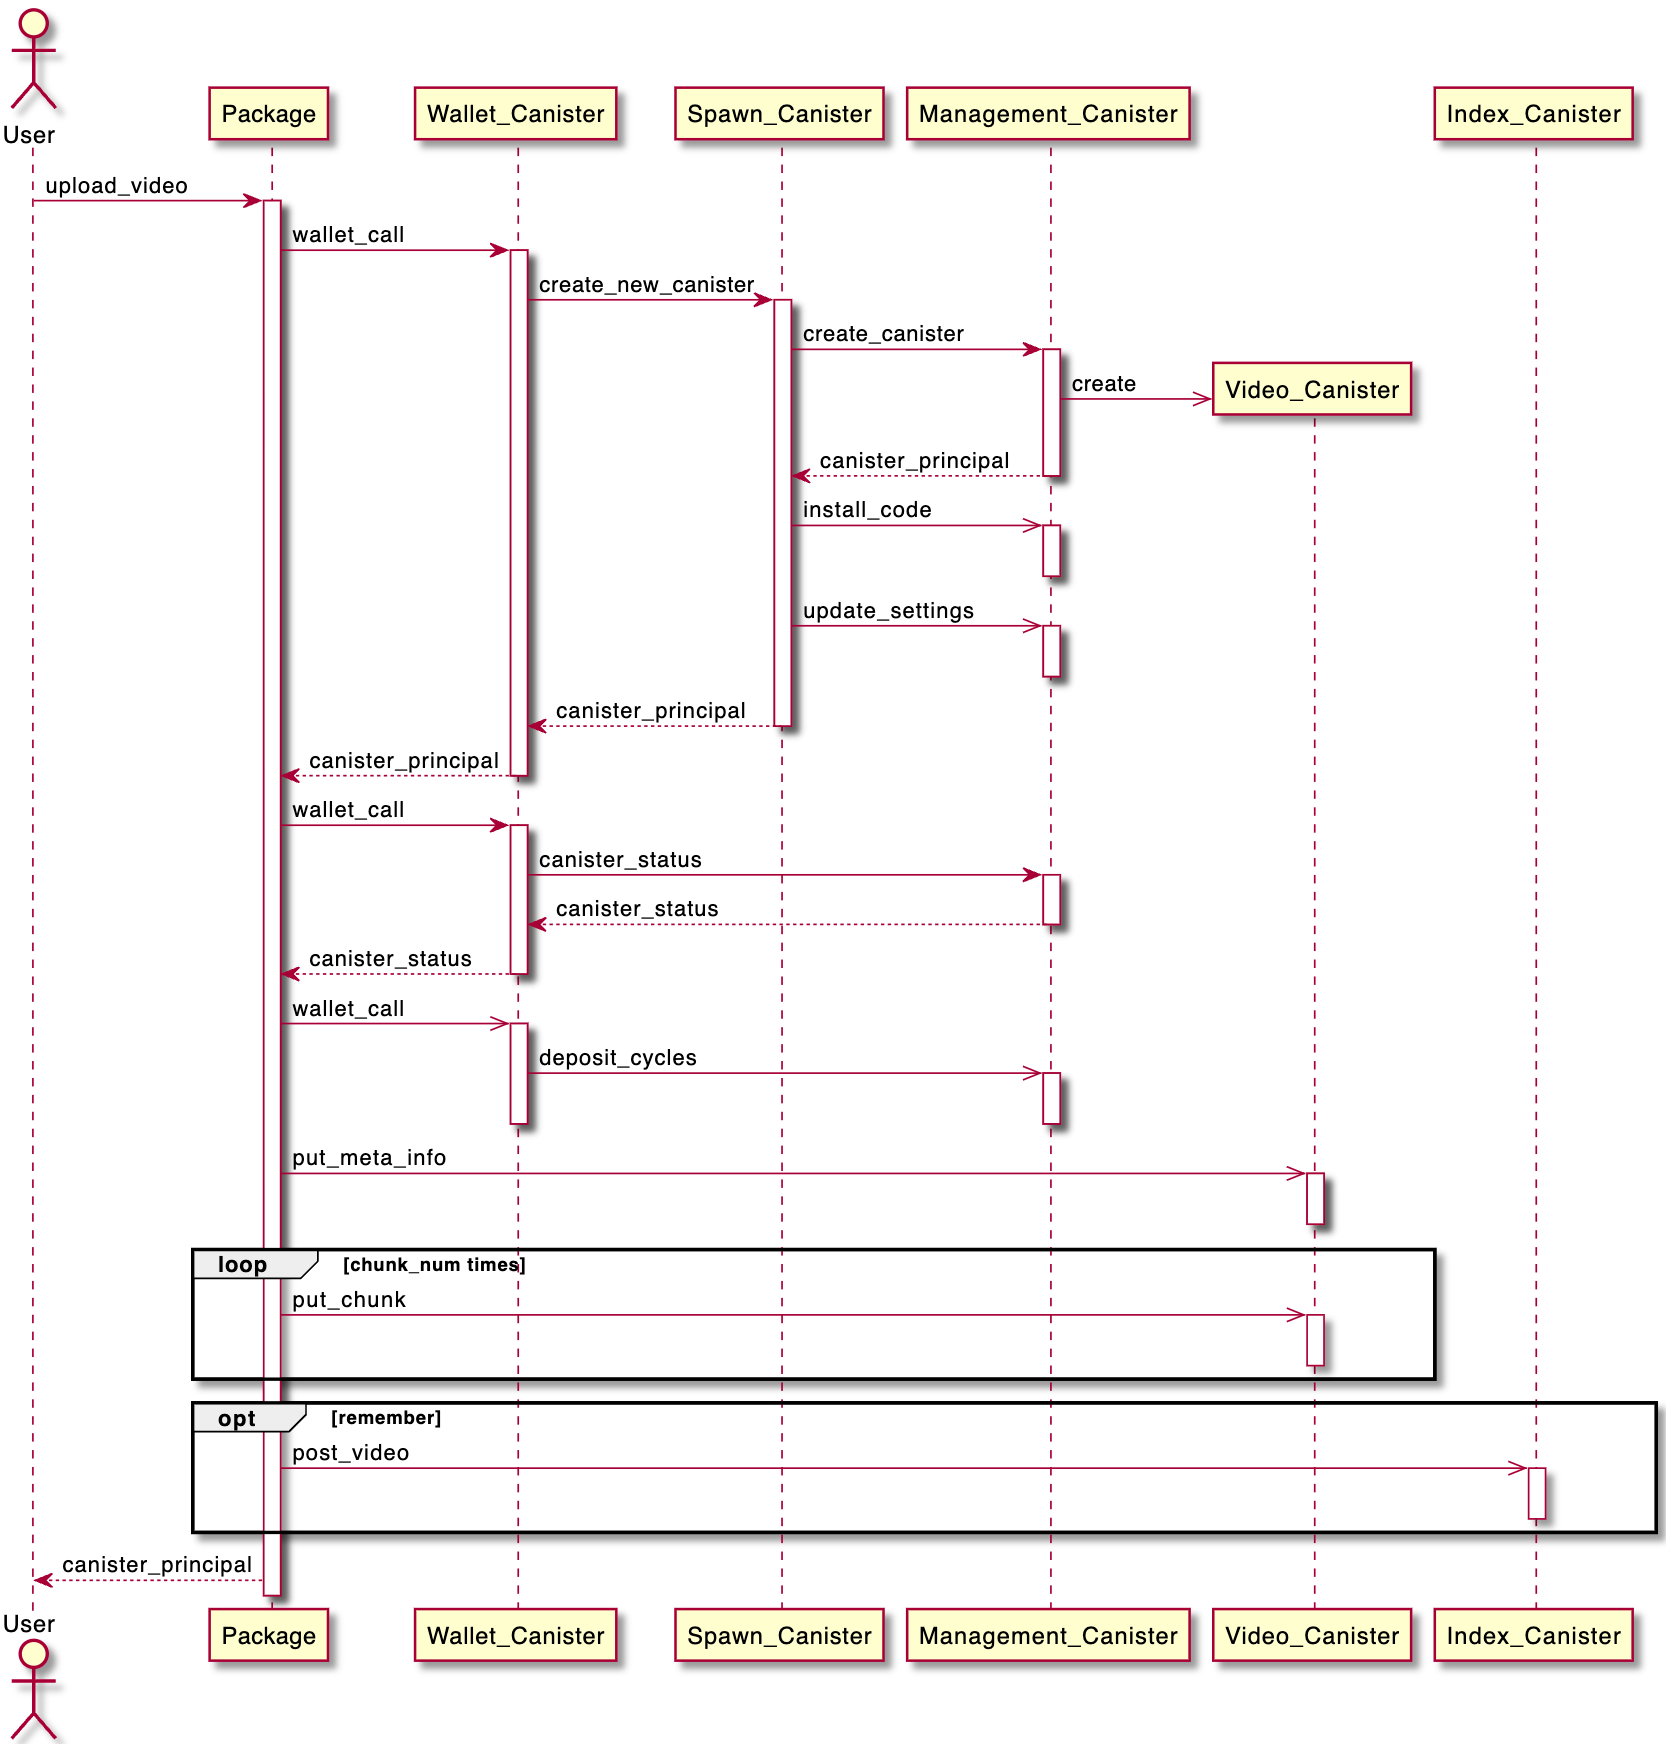 User
Package
Wallet_Canister
Spawn_Canister
Management_Canister
Index_Canister
upload_video
wallet_call
create_new_canister
create_canister
create
Video_Canister
canister_principal
install_code
update_settings
canister_principal
canister_principal
wallet_call
canister_status
canister_status
canister_status
wallet_call
deposit_cycles
put_meta_info
loop
[chunk_num times]
put_chunk
opt
[remember]
post_video
canister_principal
User
Package
Wallet_Canister
Spawn_Canister
Management_Canister
Video_Canister
Index_Canister